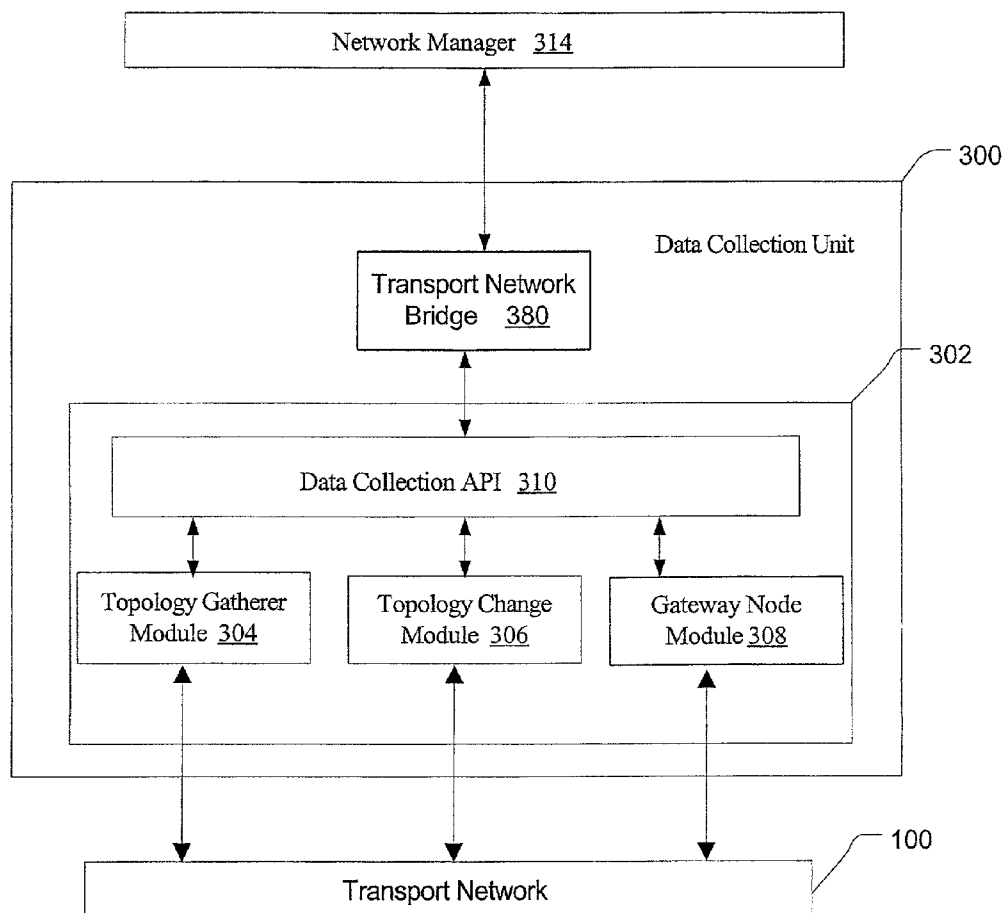 Network Manager 314
300
Data Collection Unit
Transport Network
Bridge 380
302
Data Collection API 310
Topology Gatherer
Module 304
Topology Change
Module 306
Gateway Node
Module 308
100
Transport Network